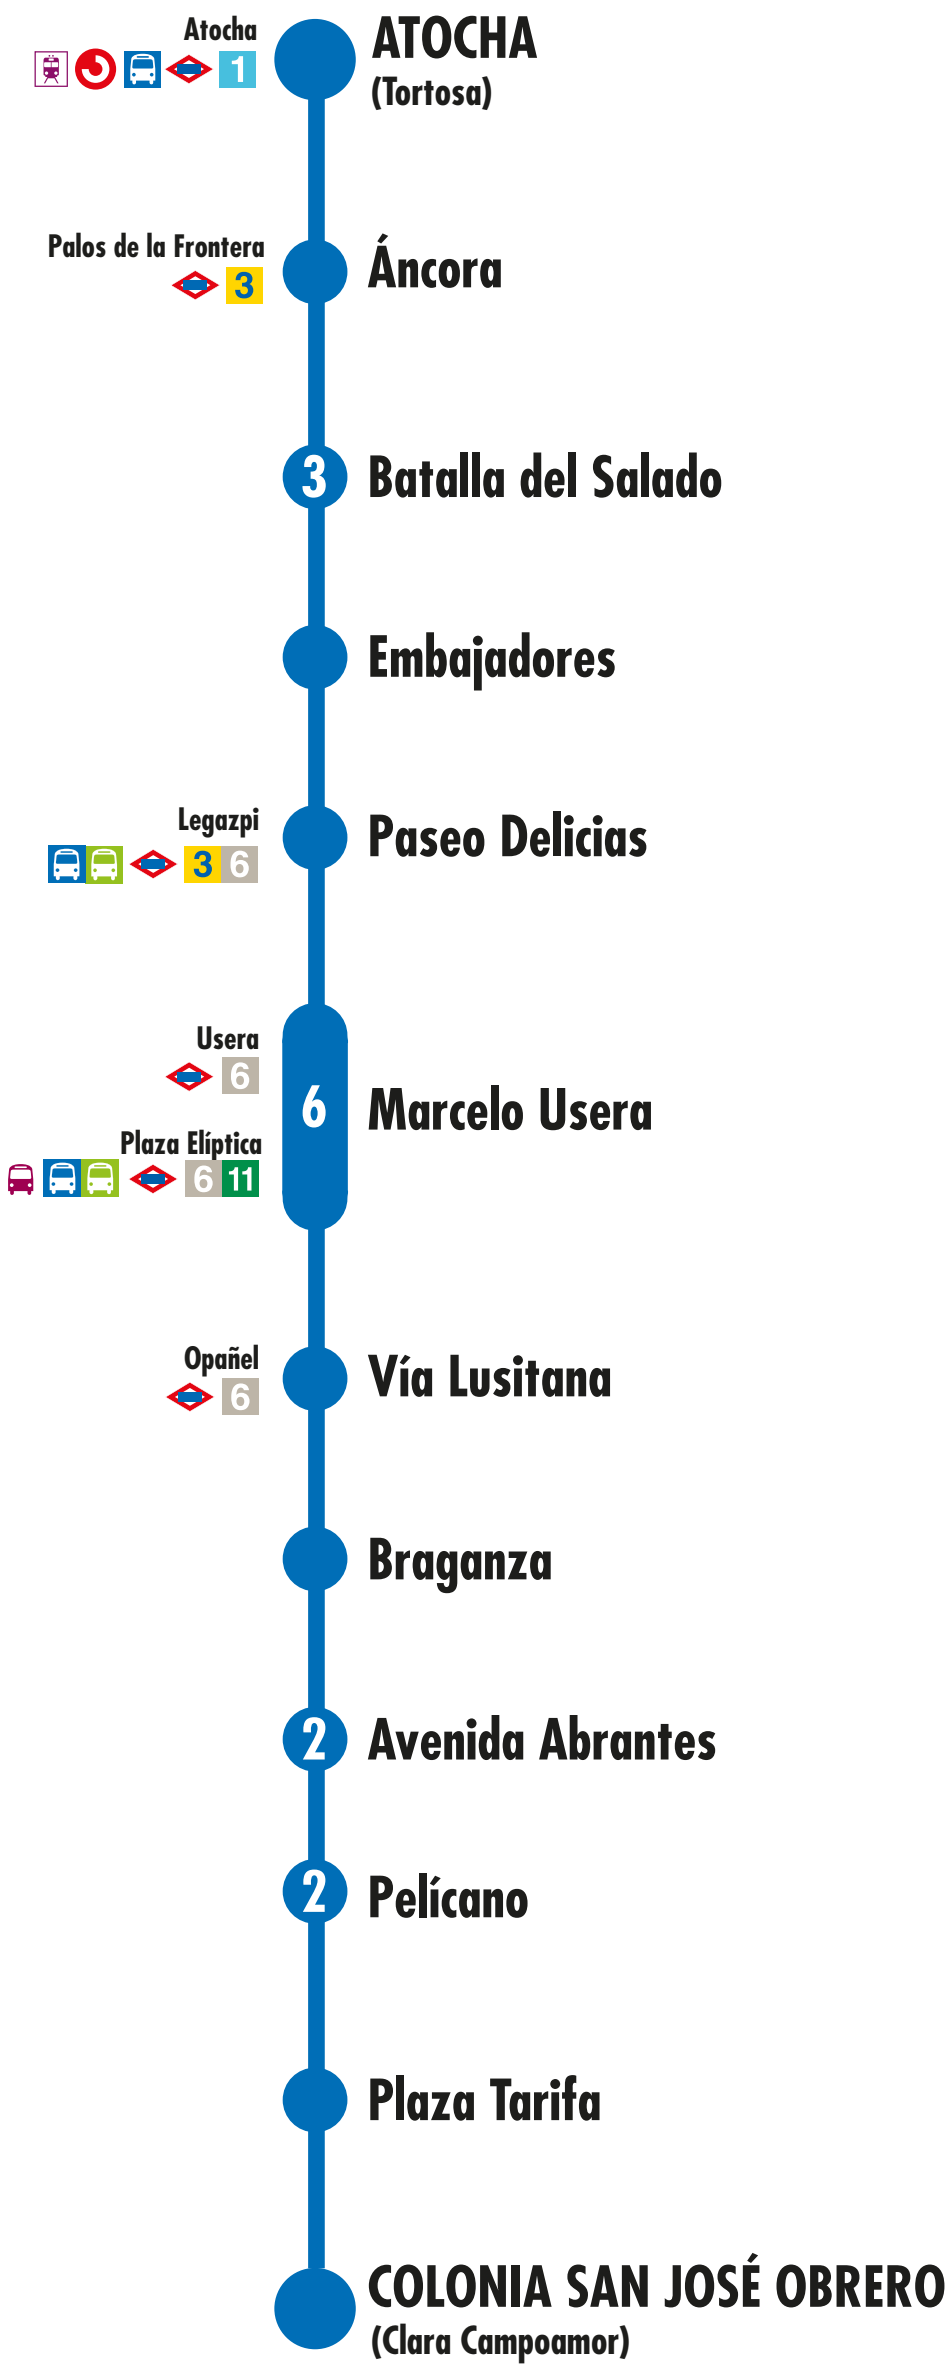 Atocha
1
ATOCHA
(Tortosa)
Palos de la Frontera
3
Áncora
3
Batalla del Salado
Embajadores
Legazpi
3 6
Paseo Delicias
Usera
6
6
Marcelo Usera
Plaza Elíptica
6 11
Opañel
6
Vía Lusitana
Braganza
2
Avenida Abrantes
2
Pelícano
Plaza Tarifa
COLONIA SAN JOSÉ OBRERO
(Clara Campoamor)